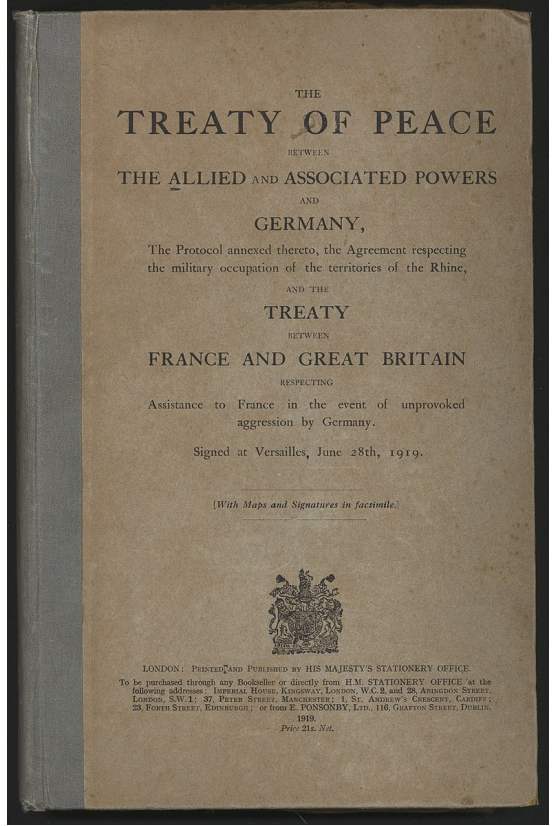 THE
TREATY OF PEACE
BETWEEN
THE ALLIED AND ASSOCIATED POWERS
AND
GERMANY,
The Protocol annexed thereto, the Agreement respecting
the military occupation of the territories of the Rhine,
AND THE
TREATY
BETWEEN
FRANCE AND GREAT BRITAIN
RESPECTING
Assistance to France in the event of unprovoked
aggression by Germany.
Signed at Versailles, June 28th, 1919.
[With Maps and Signatures in facsimile.]
LONDON: PRINTED AND PUBLISHED BY HIS MAJESTY'S STATIONERY OFFICE.
To be purchased through any Bookseller or directly from H.M. STATIONERY OFFICE at the
following addresses: IMPERIAL HOUSE, KINGSWAY, LONDON, W.C.2, and 28, ABINGDON STREET,
LONDON, S.W.1; 37, PETER STREET, MANCHESTER; 1, ST. ANDREW'S CRESCENT, CARDIFF;
23, FORTH STREET, EDINBURGH; or from E. PONSONBY, LTD., 116, GRAFTON STREET, DUBLIN.
1919.
Price 21s. Net.